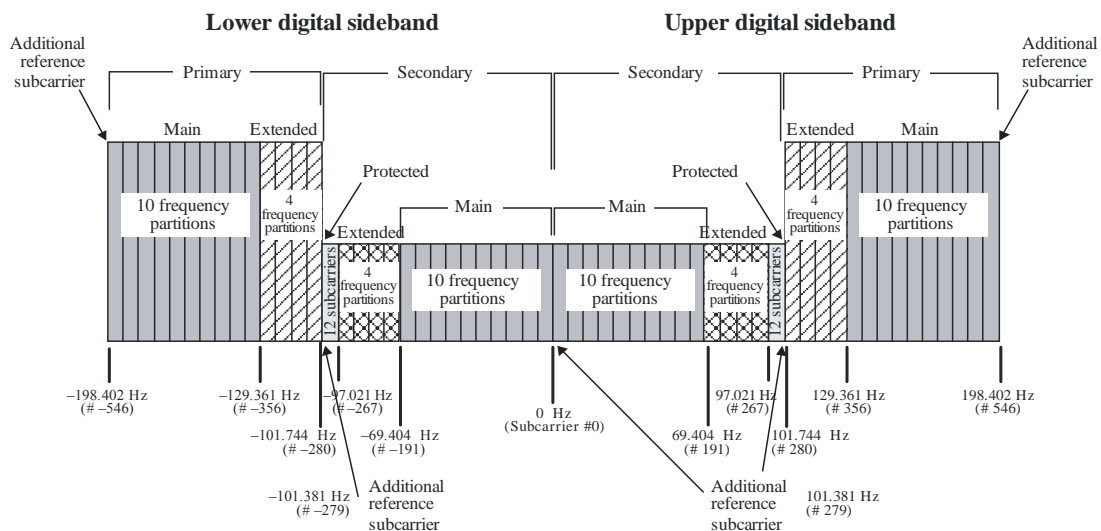 Lower digital sideband
Upper digital sideband
Additional
reference
subcarrier
Primary
Secondary
Secondary
Primary
Additional
reference
subcarrier
Main
Extended
Extended
Main
Protected
Protected
10 frequency
partitions
4
frequency
partitions
Extended
Main
Main
Extended
4
frequency
partitions
10 frequency
partitions
12 subcarriers
4
frequency
partitions
10 frequency
partitions
10 frequency
partitions
4
frequency
partitions
12 subcarriers
–198.402 Hz
(# –546)
–129.361 Hz
(# –356)
–97.021 Hz
(# –267)
0 Hz
(Subcarrier #0)
97.021 Hz
(# 267)
129.361 Hz
(# 356)
198.402 Hz
(# 546)
–101.744 Hz
(# –280)
–69.404 Hz
(# –191)
69.404 Hz
(# 191)
101.744 Hz
(# 280)
–101.381 Hz
(# –279)
Additional
reference
subcarrier
Additional
reference
subcarrier
101.381 Hz
(# 279)